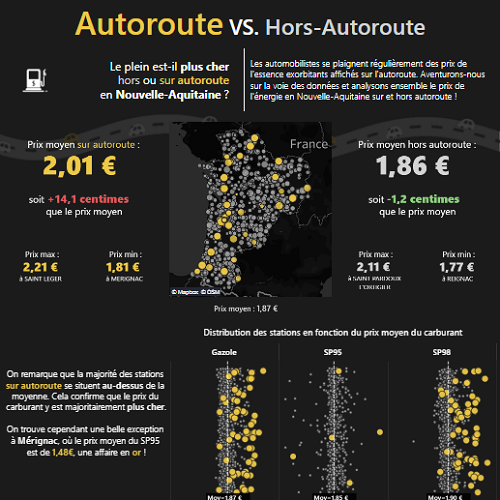 Autoroute VS. Hors-Autoroute
Le plein est-il plus cher
hors ou sur autoroute
en Nouvelle-Aquitaine ?
Les automobilistes se plaignent régulièrement des prix de
l'essence exorbitants affichés sur l'autoroute. Aventurons-nous
sur la voie des données et analysons ensemble le prix de
l'énergie en Nouvelle-Aquitaine sur et hors autoroute !
Prix moyen sur autoroute :
2,01 €
soit +14,1 centimes
que le prix moyen
Prix max :
2,21 €
à SAINT LEGER
Prix min :
1,81 €
à MERIGNAC
France
© Mapbox © OSM
Prix moyen : 1,87 €
Prix moyen hors autoroute :
1,86 €
soit -1,2 centimes
que le prix moyen
Prix max :
2,11 €
à SAINT PARDOUX
Prix min :
1,77 €
à REIGNAC
Distribution des stations en fonction du prix moyen du carburant
Gazole
SP95
SP98
On remarque que la majorité des stations
sur autoroute se situent au-dessus de la
moyenne. Cela confirme que le prix du
carburant y est majoritairement plus cher.
On trouve cependant une belle exception
à Mérignac, où le prix moyen du SP95
est de 1,48€, une affaire en or !
Moy=1,87 €
Moy=1,85 €
Moy=1,90 €